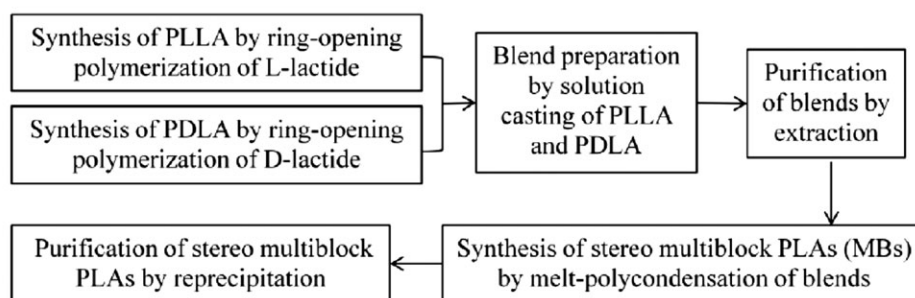 Synthesis of PLLA by ring-opening
polymerization of L-lactide
Synthesis of PDLA by ring-opening
polymerization of D-lactide
Blend preparation
by solution
casting of PLLA
and PDLA
Purification
of blends by
extraction
Synthesis of stereo multiblock PLAs (MBs)
by melt-polycondensation of blends
Purification of stereo multiblock
PLAs by reprecipitation